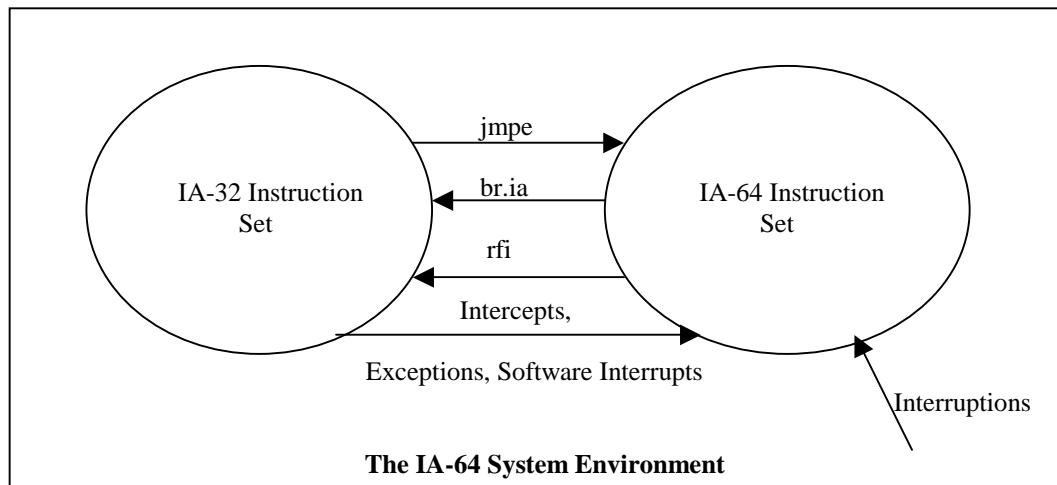 jmpe
IA-32 Instruction
Set
br.ia
IA-64 Instruction
Set
rfi
Intercepts,
Exceptions, Software Interrupts
Interruptions
The IA-64 System Environment